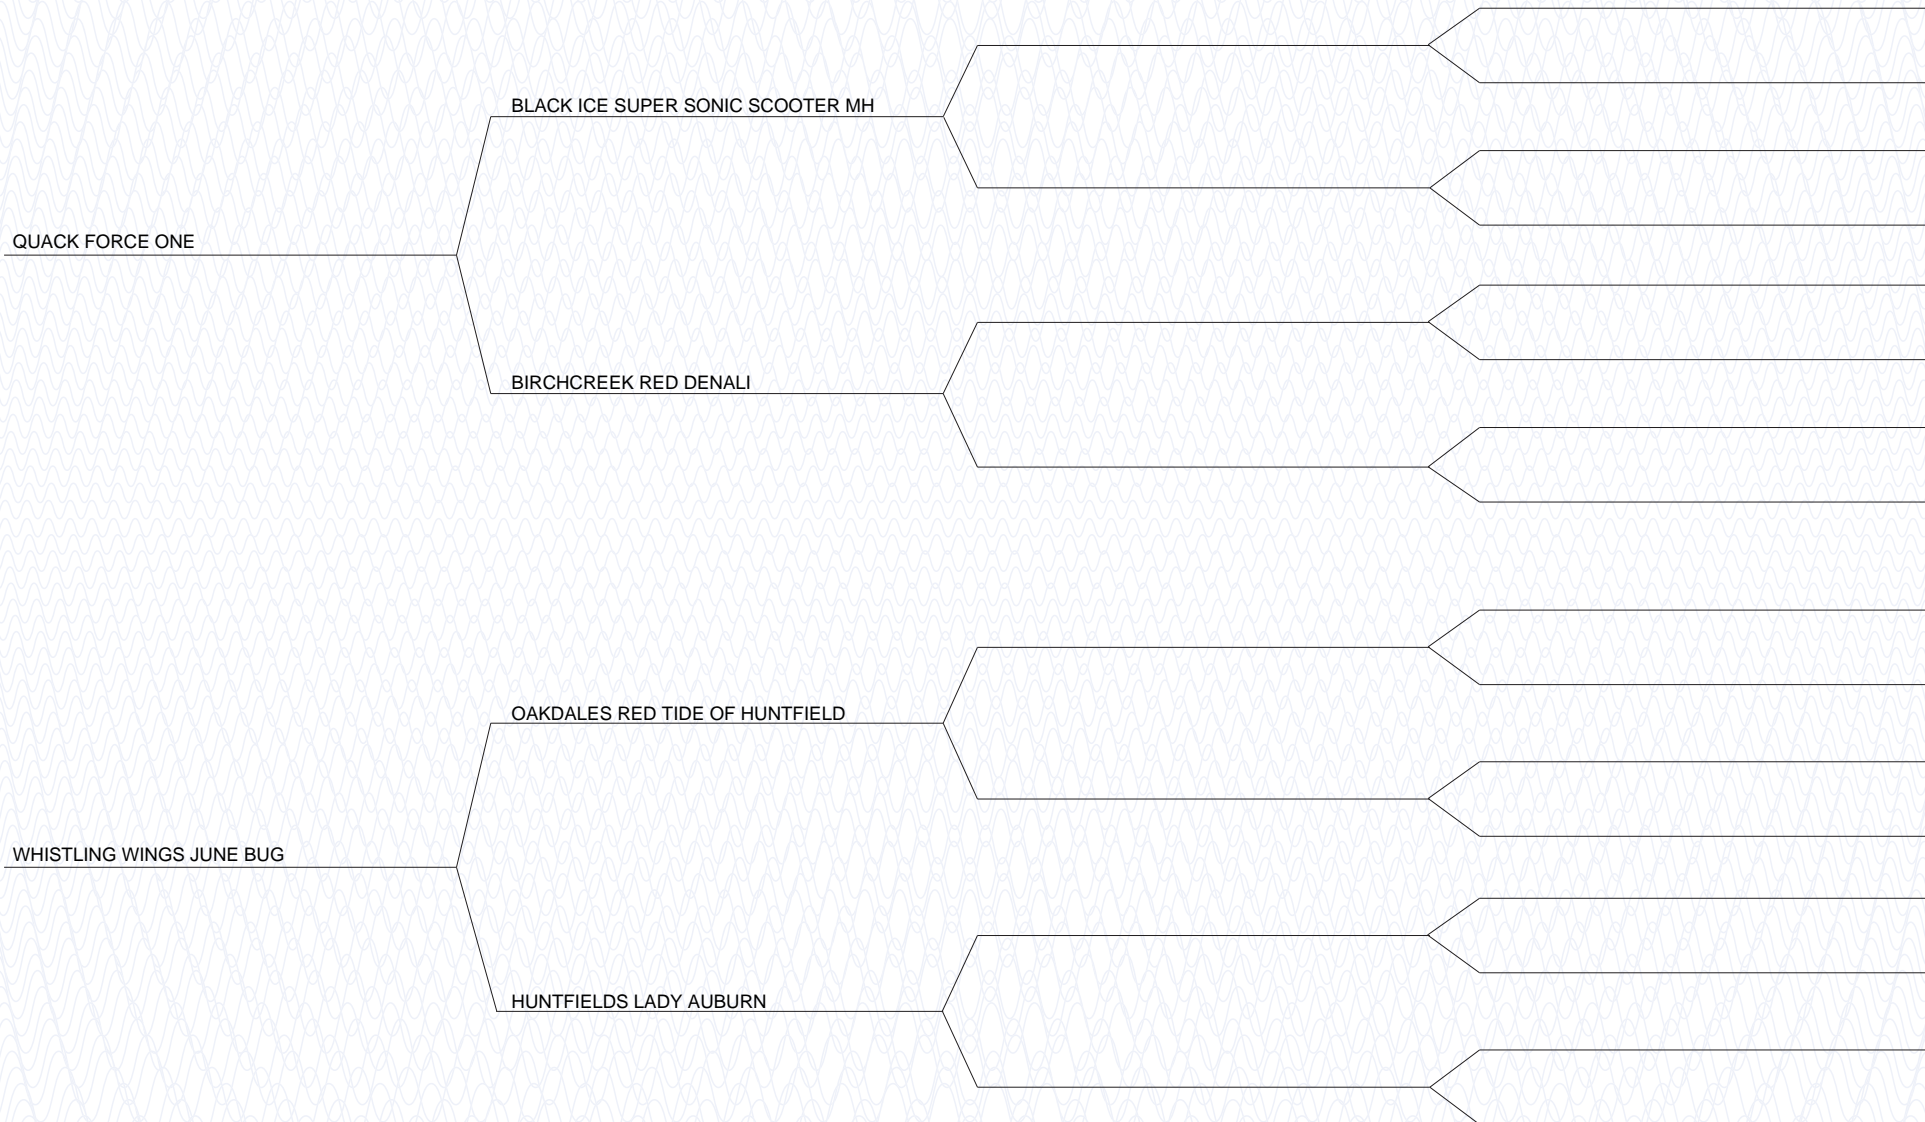 BLACK ICE SUPER SONIC SCOOTER MH
QUACK FORCE ONE
BIRCHCREEK RED DENALI
OAKDALES RED TIDE OF HUNTFIELD
WHISTLING WINGS JUNE BUG
HUNTFIELDS LADY AUBURN